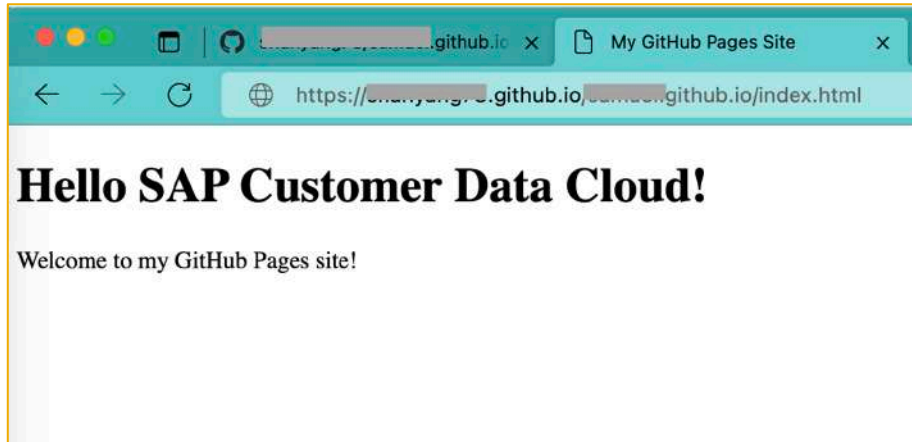 .github.io
My GitHub Pages Site
https:// .github.io/ github.io/index.html
Hello SAP Customer Data Cloud!
Welcome to my GitHub Pages site!